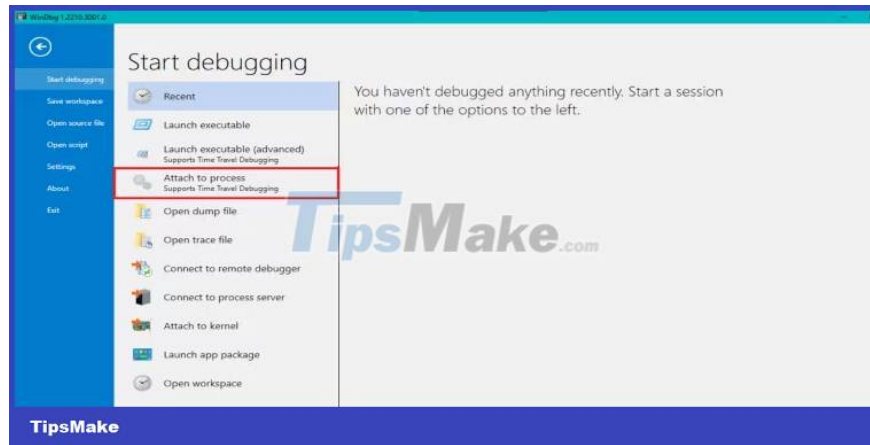 WinDbg 1.2210.3001.0
Start debugging
Save workspace
Open source file
Open script
Settings
About
Exit
Start debugging
Recent
Launch executable
Launch executable (advanced)
Supports Time Travel Debugging
Attach to process
Supports Time Travel Debugging
Open dump file
Open trace file
Connect to remote debugger
Connect to process server
Attach to kernel
Launch app package
Open workspace
You haven't debugged anything recently. Start a session
with one of the options to the left.
TipsMake.com
TipsMake